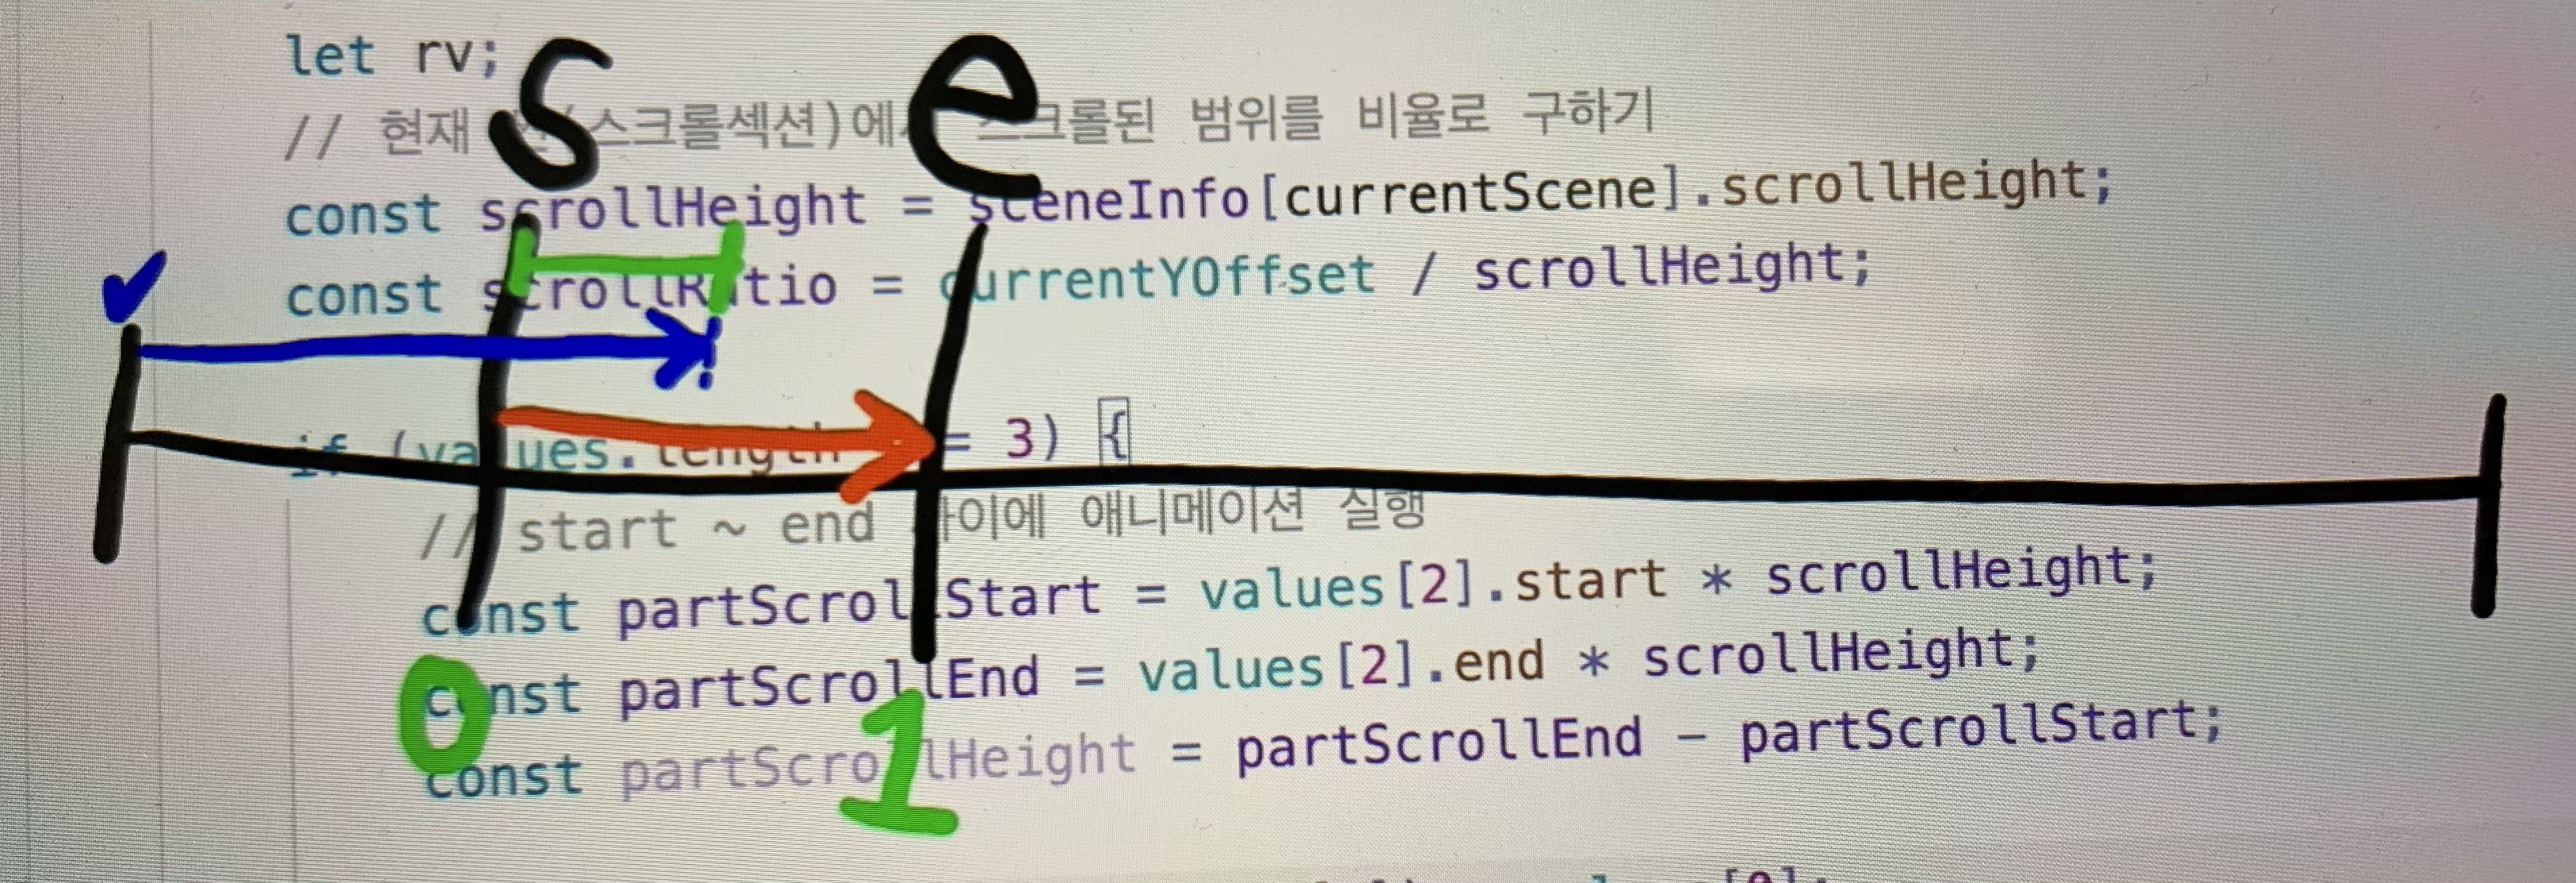 let rv;
s e
// 현재 스크롤섹션)에 스크롤된 범위를 비율로 구하기
const scrollHeight = sceneInfo[currentScene].scrollHeight;
const scrollRatio = currentYOffset / scrollHeight;
if (values.length = 3) {
// start ~ end 사이에 애니메이션 실행
const partScrollStart = values[2].start * scrollHeight;
const partScrollEnd = values[2].end * scrollHeight;
0 1
const partScrollHeight = partScrollEnd - partScrollStart;